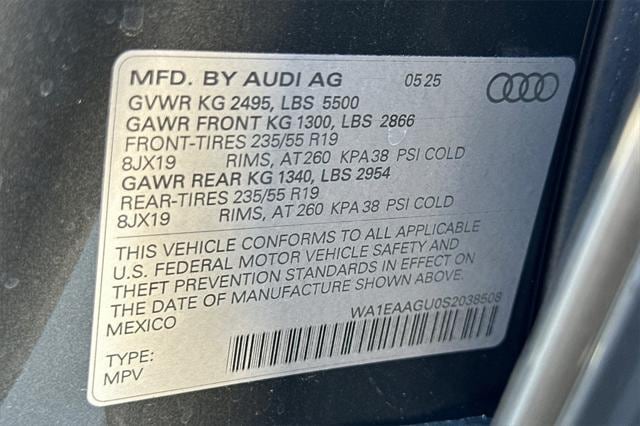 MFD. BY AUDI AG 05 25
GVWR KG 2495, LBS 5500
GAWR FRONT KG 1300, LBS 2866
FRONT-TIRES 235/55 R19
8JX19 RIMS, AT 260 KPA 38 PSI COLD
GAWR REAR KG 1340, LBS 2954
REAR-TIRES 235/55 R19
8JX19 RIMS, AT 260 KPA 38 PSI COLD
THIS VEHICLE CONFORMS TO ALL APPLICABLE
U.S. FEDERAL MOTOR VEHICLE SAFETY AND
THEFT PREVENTION STANDARDS IN EFFECT ON
THE DATE OF MANUFACTURE SHOWN ABOVE.
MEXICO
WA1EAAGU0S2038508
TYPE:
MPV